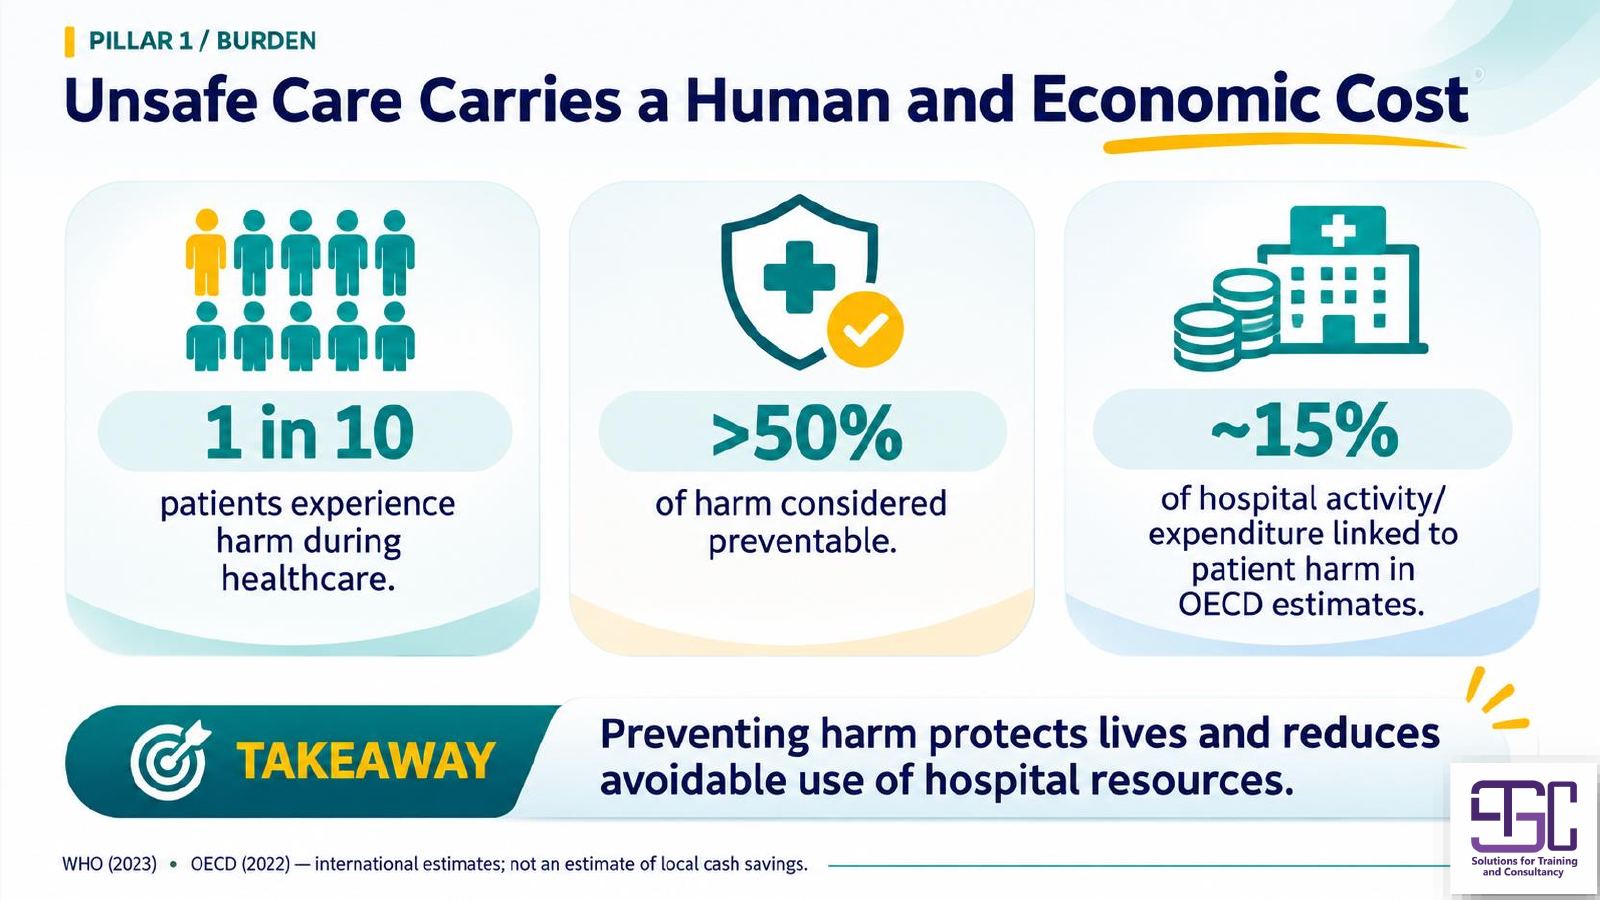 PILLAR 1 / BURDEN
Unsafe Care Carries a Human and Economic Cost
1 in 10
patients experience
harm during
healthcare.
>50%
of harm considered
preventable.
~15%
of hospital activity/
expenditure linked to
patient harm in
OECD estimates.
TAKEAWAY
Preventing harm protects lives and reduces
avoidable use of hospital resources.
WHO (2023) • OECD (2022) — international estimates; not an estimate of local cash savings.
STC
Solutions for Training
and Consultancy